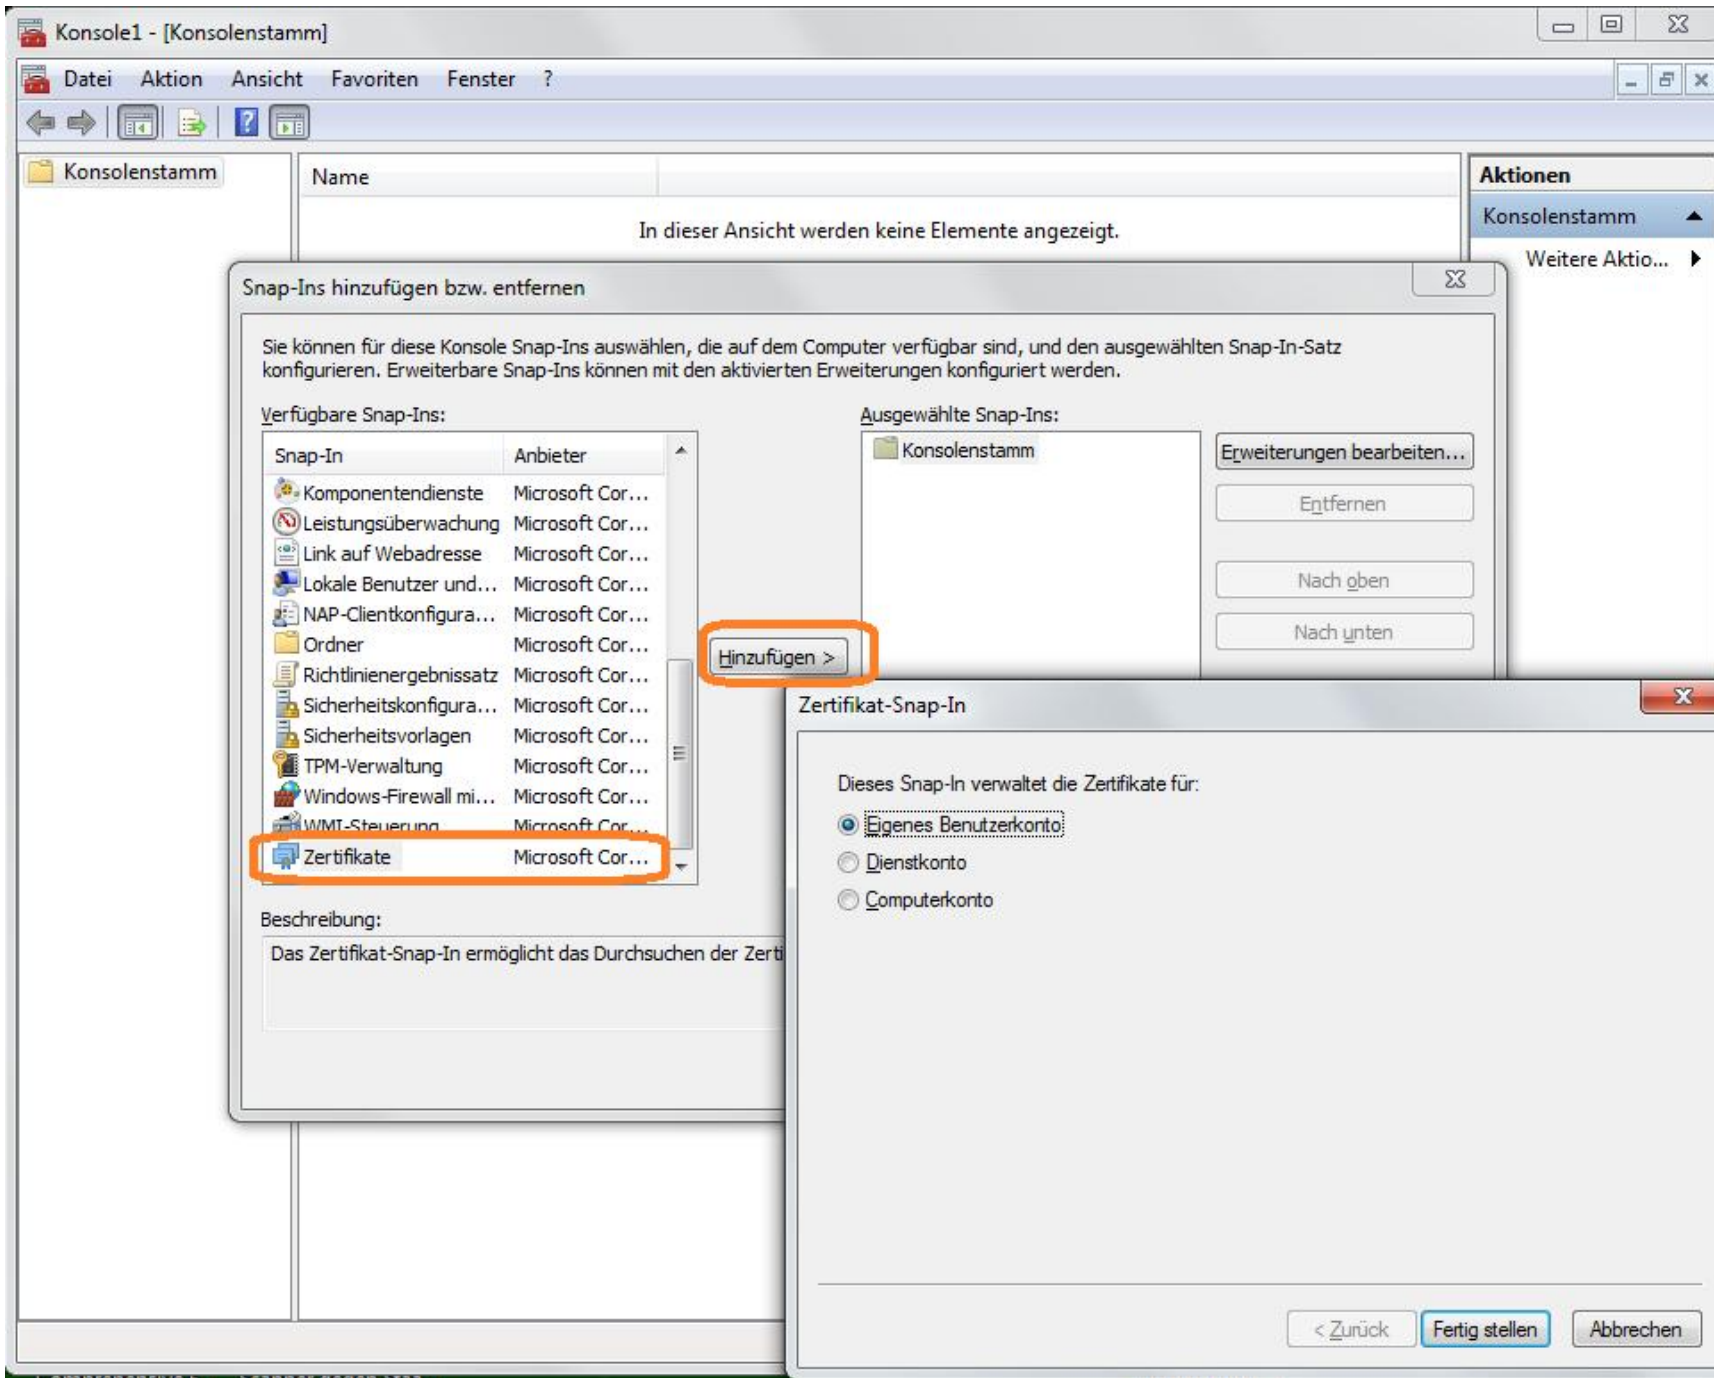 Konsole1 - [Konsolenstamm]
Datei Aktion Ansicht Favoriten Fenster ?
Konsolenstamm
Name
In dieser Ansicht werden keine Elemente angezeigt.
Aktionen
Konsolenstamm
Weitere Aktio...
Snap-Ins hinzufügen bzw. entfernen
Sie können für diese Konsole Snap-Ins auswählen, die auf dem Computer verfügbar sind, und den ausgewählten Snap-In-Satz
konfigurieren. Erweiterbare Snap-Ins können mit den aktivierten Erweiterungen konfiguriert werden.
Verfügbare Snap-Ins:
Snap-In Anbieter
Komponentendienste Microsoft Cor...
Leistungsüberwachung Microsoft Cor...
Link auf Webadresse Microsoft Cor...
Lokale Benutzer und... Microsoft Cor...
NAP-Clientkonfigura... Microsoft Cor...
Ordner Microsoft Cor...
Richtlinienergebnissatz Microsoft Cor...
Sicherheitskonfigura... Microsoft Cor...
Sicherheitsvorlagen Microsoft Cor...
TPM-Verwaltung Microsoft Cor...
Windows-Firewall mi... Microsoft Cor...
WMI-Steuerung Microsoft Cor...
Zertifikate Microsoft Cor...
Hinzufügen >
Ausgewählte Snap-Ins:
Konsolenstamm
Erweiterungen bearbeiten...
Entfernen
Nach oben
Nach unten
Beschreibung:
Das Zertifikat-Snap-In ermöglicht das Durchsuchen der Zerti
Zertifikat-Snap-In
Dieses Snap-In verwaltet die Zertifikate für:
Eigenes Benutzerkonto
Dienstkonto
Computerkonto
< Zurück
Fertig stellen
Abbrechen